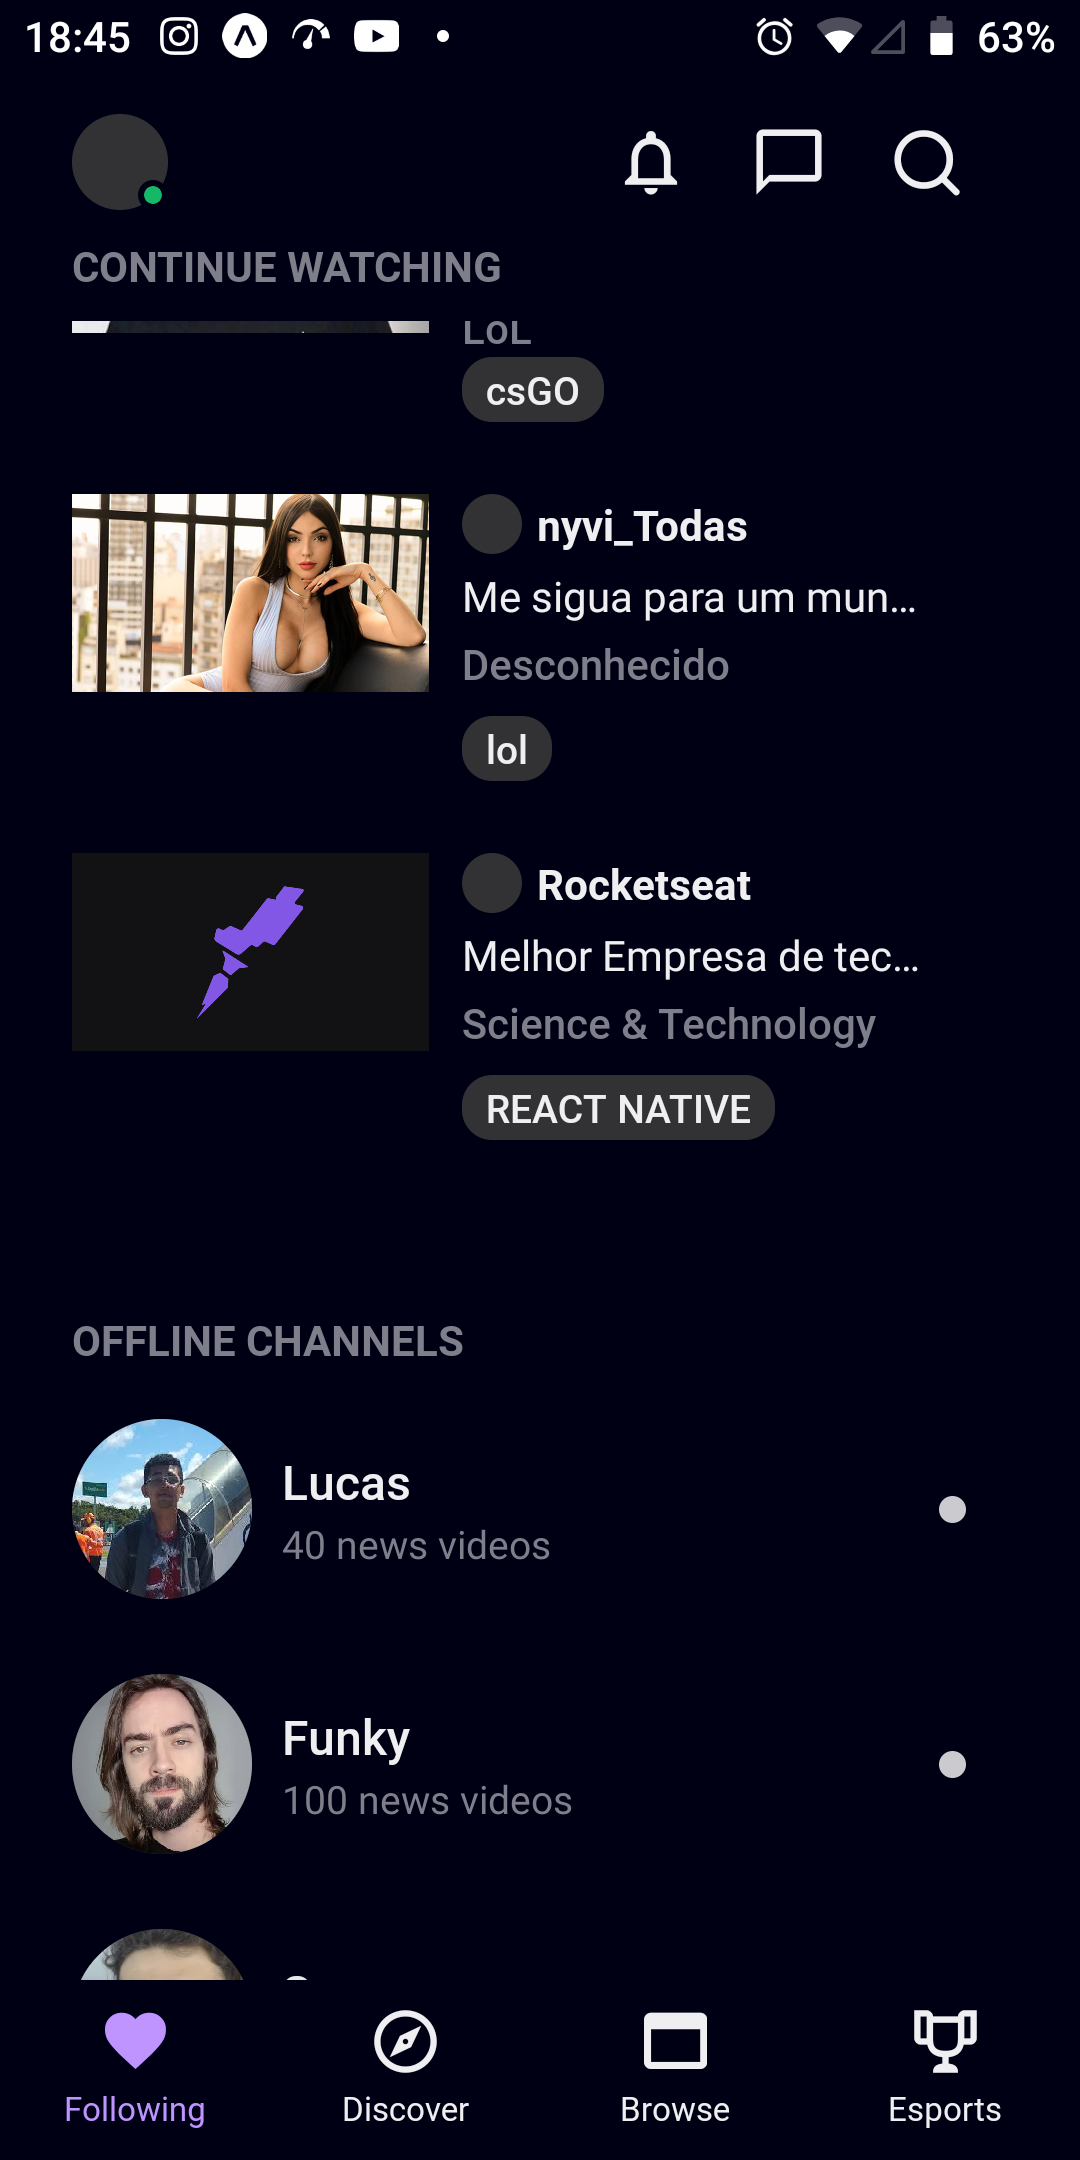 18:45
63%
CONTINUE WATCHING
LOL
csGO
nyvi_Todas
Me sigua para um mun...
Desconhecido
lol
Rocketseat
Melhor Empresa de tec...
Science & Technology
REACT NATIVE
OFFLINE CHANNELS
Lucas
40 news videos
Funky
100 news videos
Following
Discover
Browse
Esports